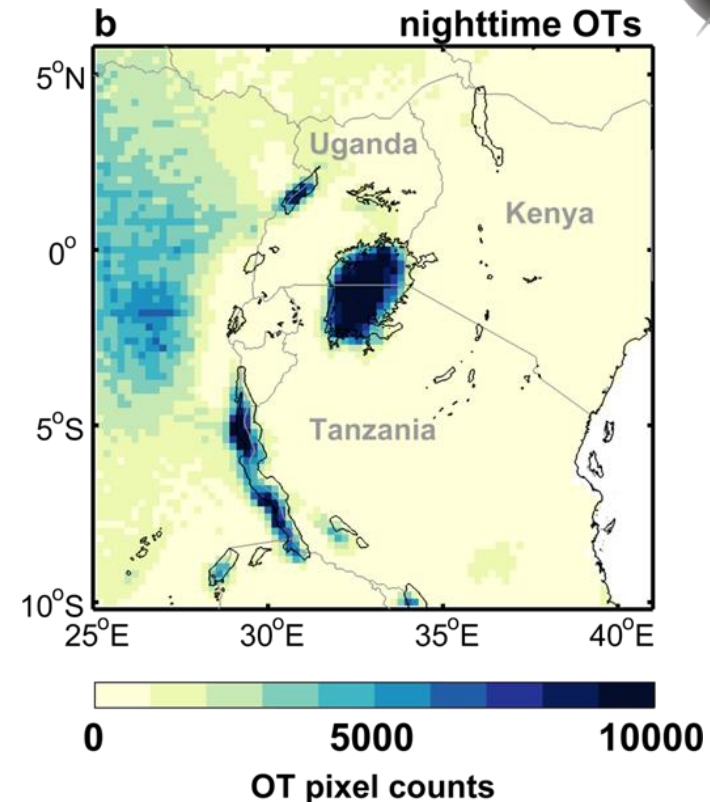 b nighttime OTs
5°N
Uganda
Kenya
0°
5°S
Tanzania
10°S
25°E 30°E 35°E 40°E
0 5000 10000
OT pixel counts